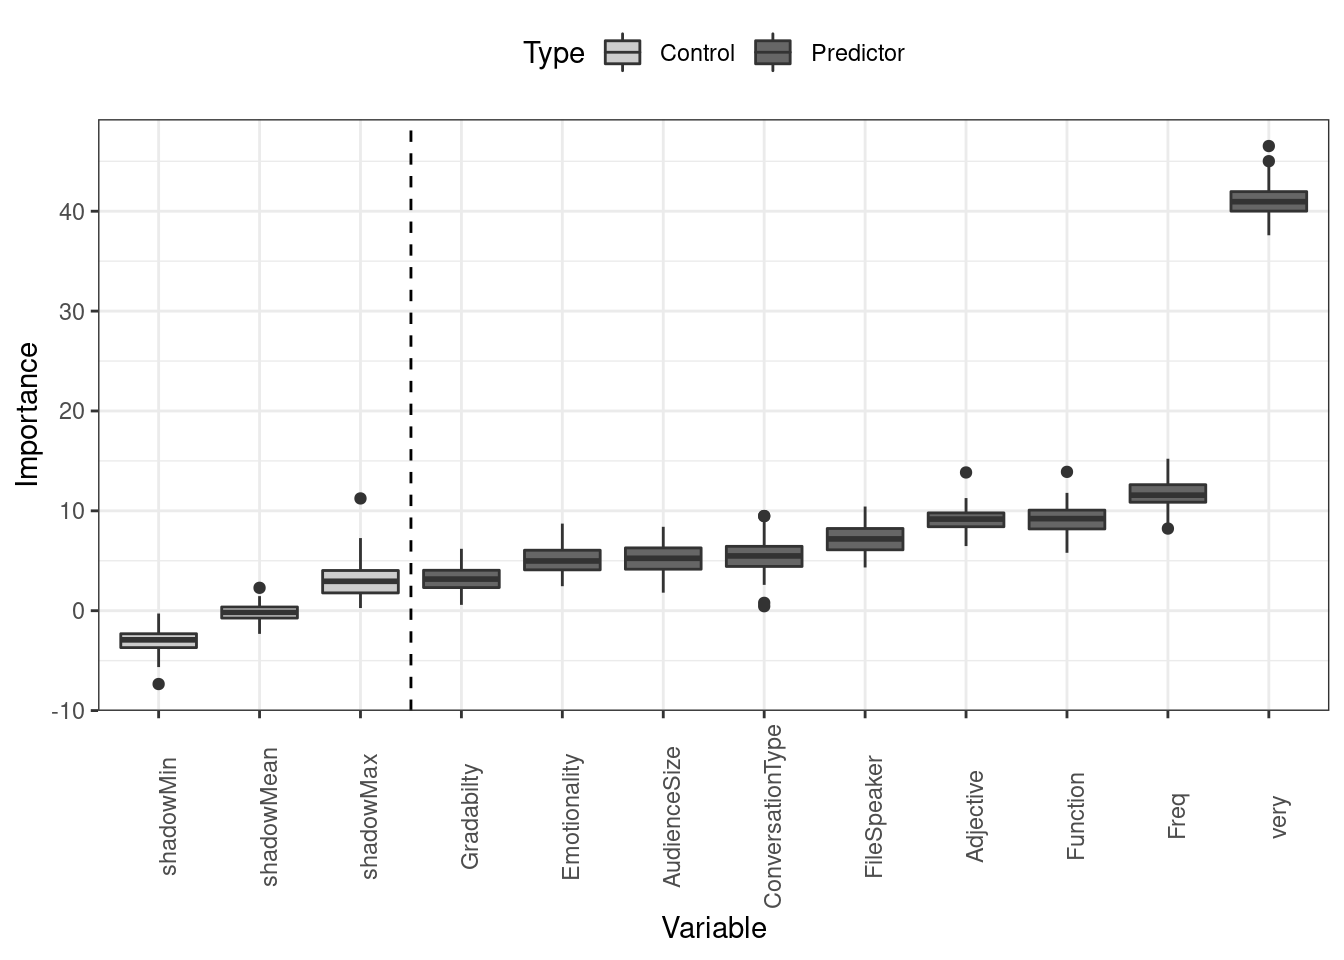 Type Control Predictor
Importance
40
30
20
10
0
-10
shadowMin
shadowMean
shadowMax
Gradabilty
Emotionality
AudienceSize
ConversationType
FileSpeaker
Adjective
Function
Freq
very
Variable